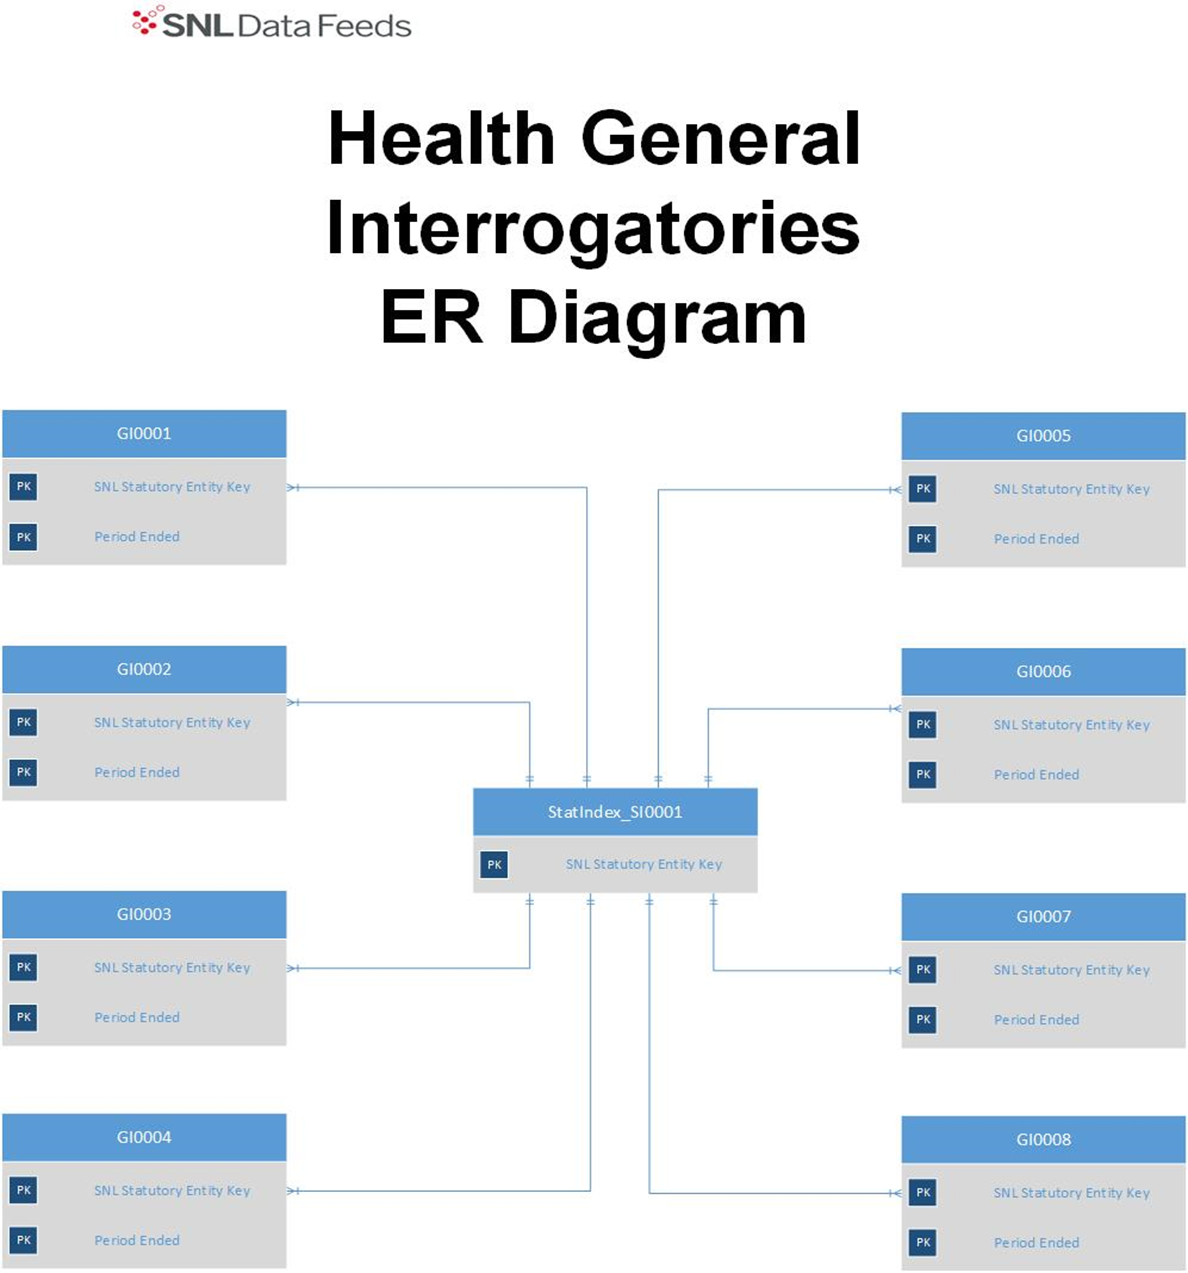 SNL Data Feeds
Health General
Interrogatories
ER Diagram
GI0001
PK SNL Statutory Entity Key
PK Period Ended
GI0005
PK SNL Statutory Entity Key
PK Period Ended
GI0002
PK SNL Statutory Entity Key
PK Period Ended
GI0006
PK SNL Statutory Entity Key
PK Period Ended
StatIndex_SI0001
PK SNL Statutory Entity Key
GI0003
PK SNL Statutory Entity Key
PK Period Ended
GI0007
PK SNL Statutory Entity Key
PK Period Ended
GI0004
PK SNL Statutory Entity Key
PK Period Ended
GI0008
PK SNL Statutory Entity Key
PK Period Ended